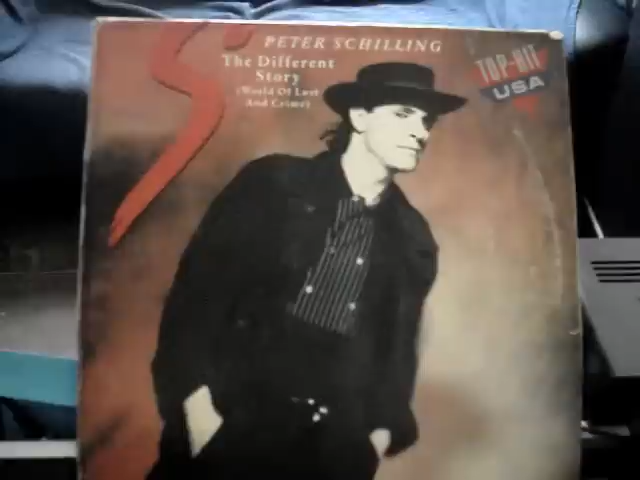 PETER SCHILLING
The Different
Story
(World Of Lust
And Crime)
TOP-HIT
USA